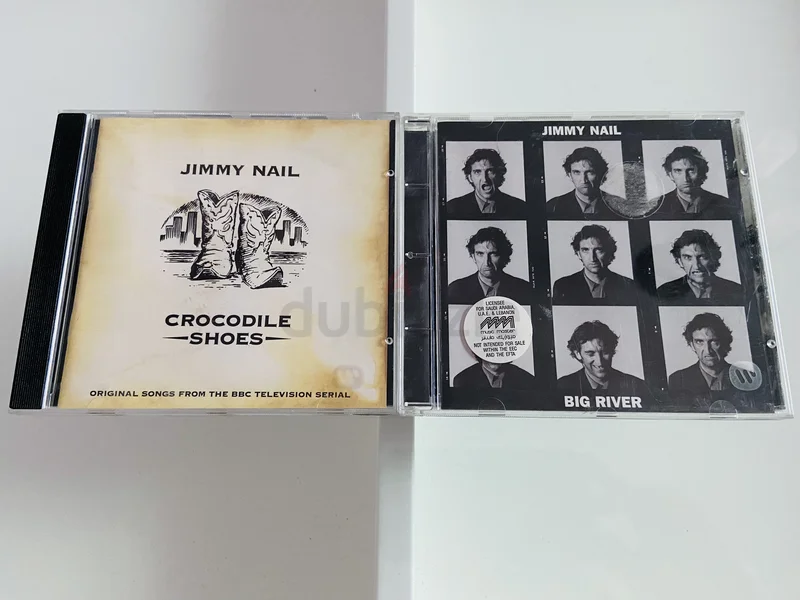 JIMMY NAIL
CROCODILE
SHOES
ORIGINAL SONGS FROM THE BBC TELEVISION SERIAL
JIMMY NAIL
LICENSEE
FOR SAUDI ARABIA,
U.A.E. & LEBANON
music master
NOT INTENDED FOR SALE
WITHIN THE EEC
AND THE EFTA
BIG RIVER